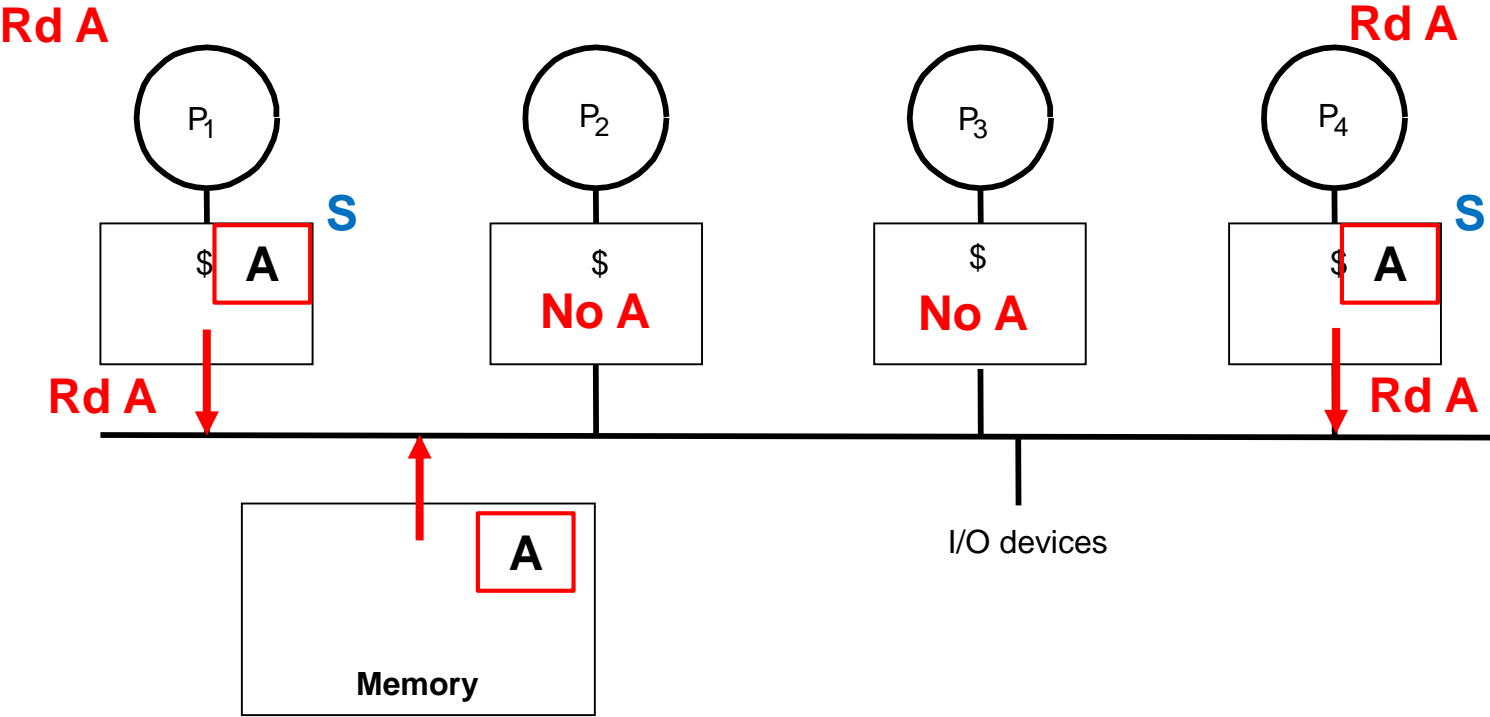 Rd A
Rd A
P1
P2
P3
P4
S
S
$ A
$
$
$ A
No A
No A
Rd A
Rd A
A
I/O devices
Memory